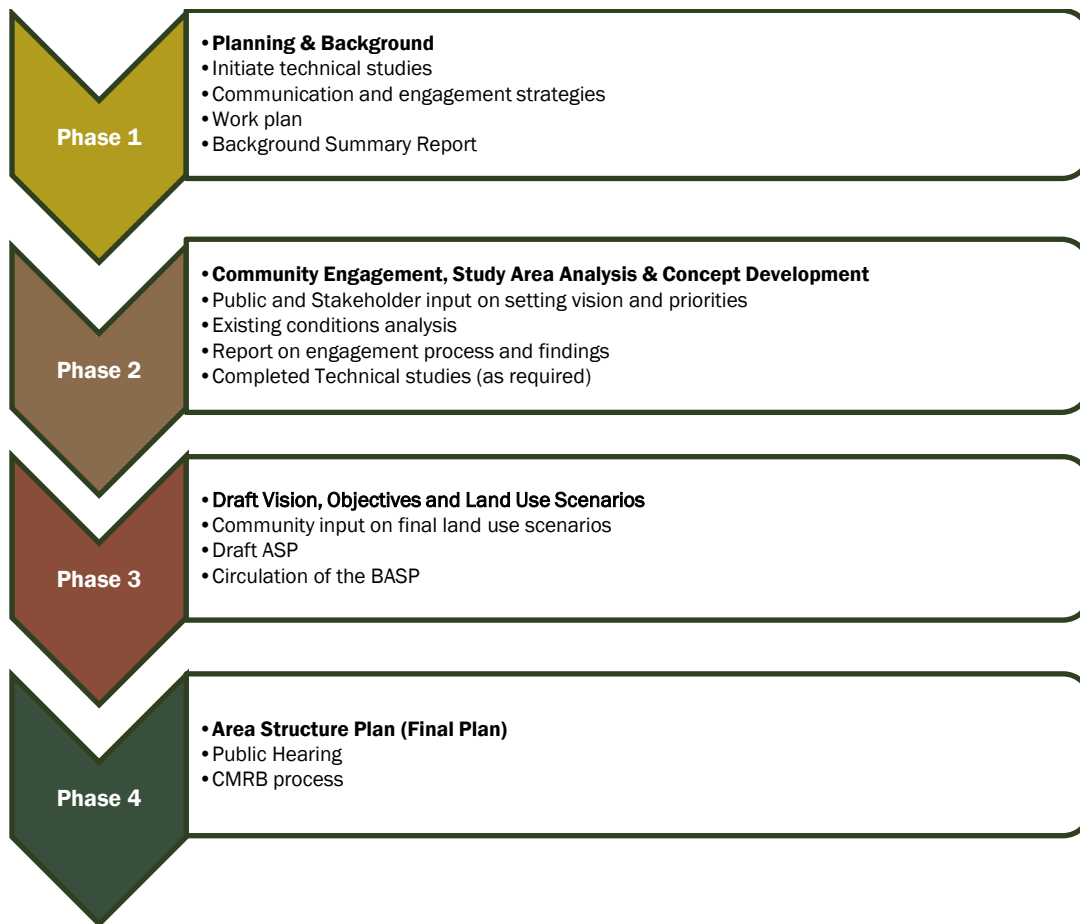 Phase 1
•Planning & Background
•Initiate technical studies
•Communication and engagement strategies
•Work plan
•Background Summary Report
Phase 2
•Community Engagement, Study Area Analysis & Concept Development
•Public and Stakeholder input on setting vision and priorities
•Existing conditions analysis
•Report on engagement process and findings
•Completed Technical studies (as required)
Phase 3
•Draft Vision, Objectives and Land Use Scenarios
•Community input on final land use scenarios
•Draft ASP
•Circulation of the BASP
Phase 4
•Area Structure Plan (Final Plan)
•Public Hearing
•CMRB process